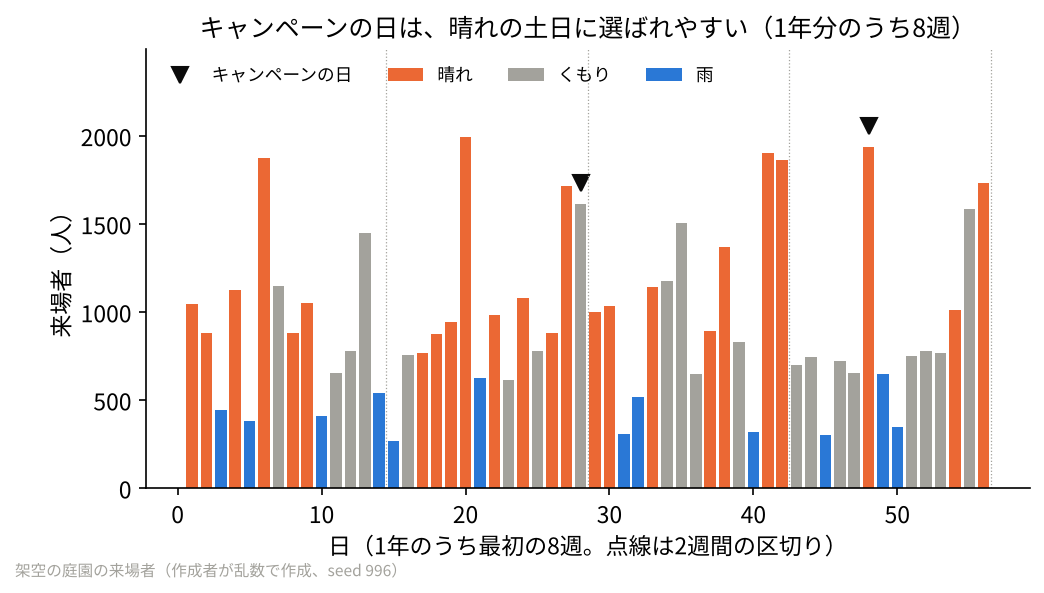 キャンペーンの日は、晴れの土日に選ばれやすい（1年分のうち8週）
キャンペーンの日
晴れ
くもり
雨
来場者（人）
2000
1500
1000
500
0
0
10
20
30
40
50
日（1年のうち最初の8週。点線は2週間の区切り）
架空の庭園の来場者（作成者が乱数で作成、seed 996）